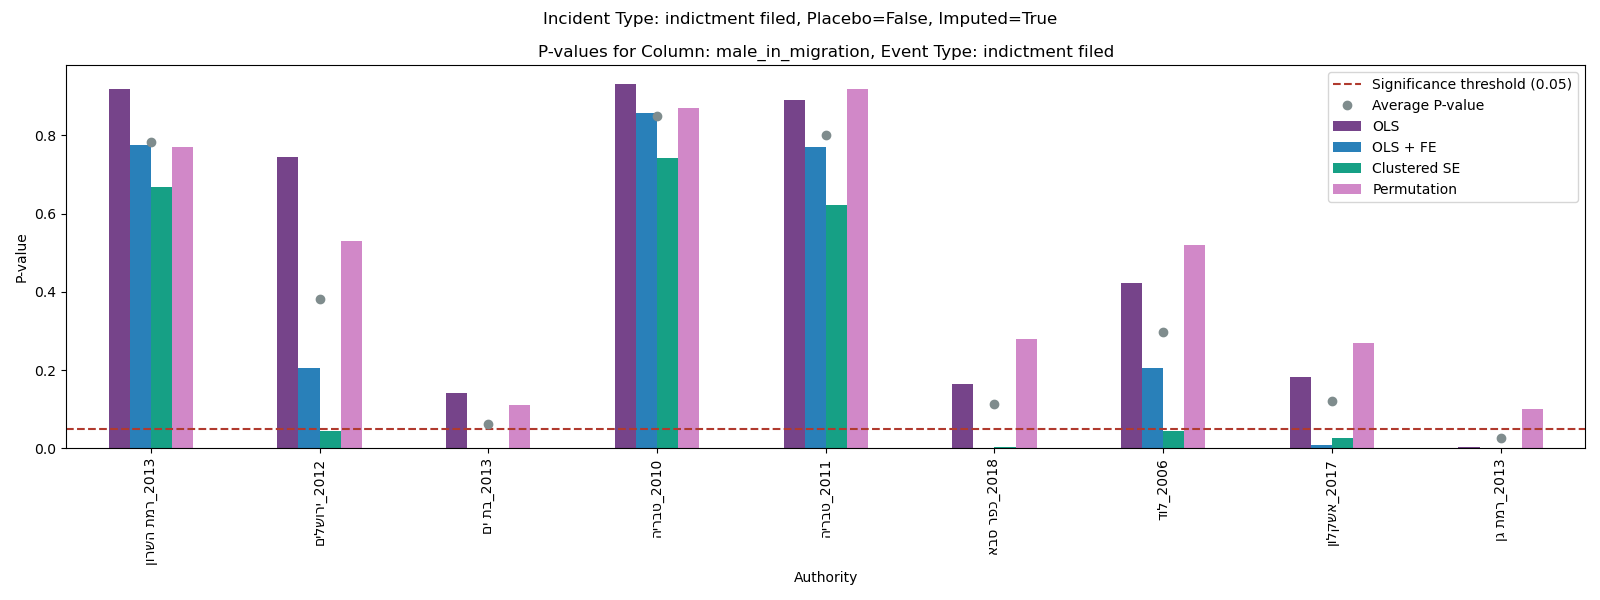 Incident Type: indictment filed, Placebo=False, Imputed=True
P-values for Column: male_in_migration, Event Type: indictment filed
Significance threshold (0.05)
Average P-value
OLS
OLS + FE
Clustered SE
Permutation
P-value
0.8
0.6
0.4
0.2
0.0
רמת השרון_2013
ירושלים_2012
בת ים_2013
טבריה_2010
טבריה_2011
כפר סבא_2018
לוד_2006
אשקלון_2017
רמת גן_2013
Authority